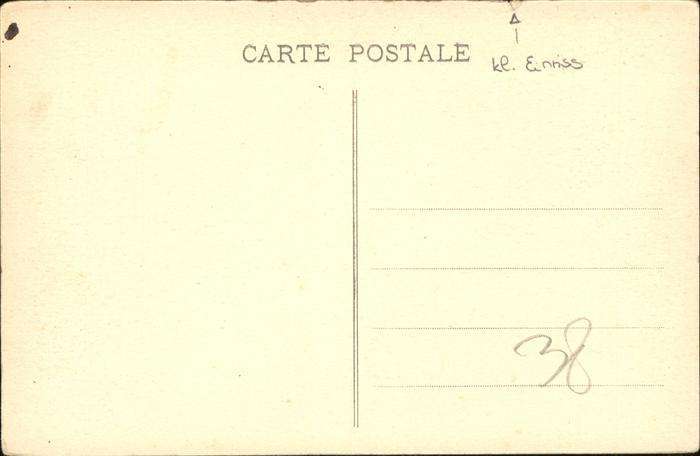 CARTE POSTALE
kl. Einriss
38